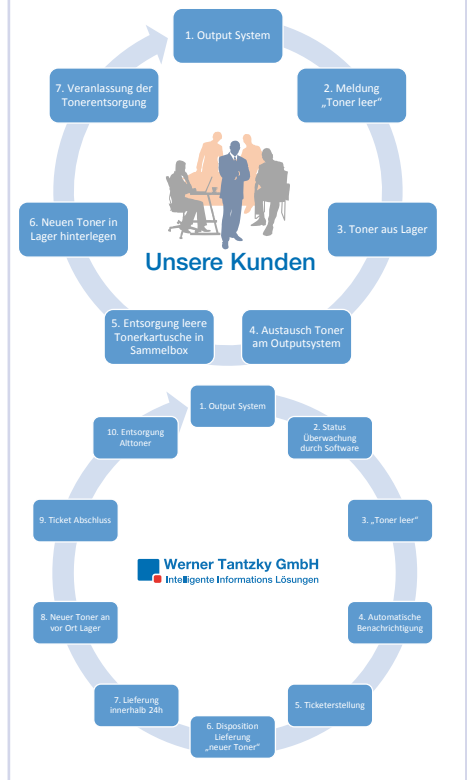 1. Output System
2. Meldung
„Toner leer“
3. Toner aus Lager
4. Austausch Toner
am Outputsystem
5. Entsorgung leere
Tonerkartusche in
Sammelbox
6. Neuen Toner in
Lager hinterlegen
7. Veranlassung der
Tonerentsorgung
Unsere Kunden
1. Output System
2. Status
Überwachung
durch Software
3. „Toner leer“
4. Automatische
Benachrichtigung
5. Ticketerstellung
6. Disposition
Lieferung
„neuer Toner“
7. Lieferung
innerhalb 24h
8. Neuer Toner an
vor Ort Lager
9. Ticket Abschluss
10. Entsorgung
Alttoner
Werner Tantzky GmbH
Intelligente Informations Lösungen